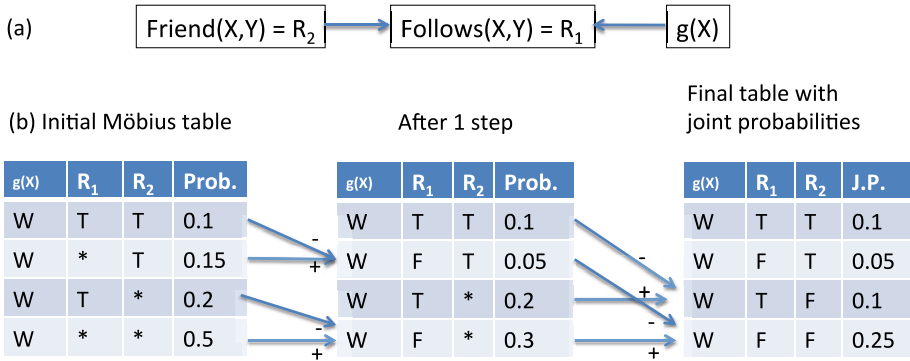 (a) Friend(X,Y) = R2 Follows(X,Y) = R1 g(X)
(b) Initial Möbius table
After 1 step
Final table with
joint probabilities
g(X) R1 R2 Prob.
W T T 0.1
W * T 0.15
W T * 0.2
W * * 0.5
-
+
-
+
g(X) R1 R2 Prob.
W T T 0.1
W F T 0.05
W T * 0.2
W F * 0.3
-
+
-
+
g(X) R1 R2 J.P.
W T T 0.1
W F T 0.05
W T F 0.1
W F F 0.25